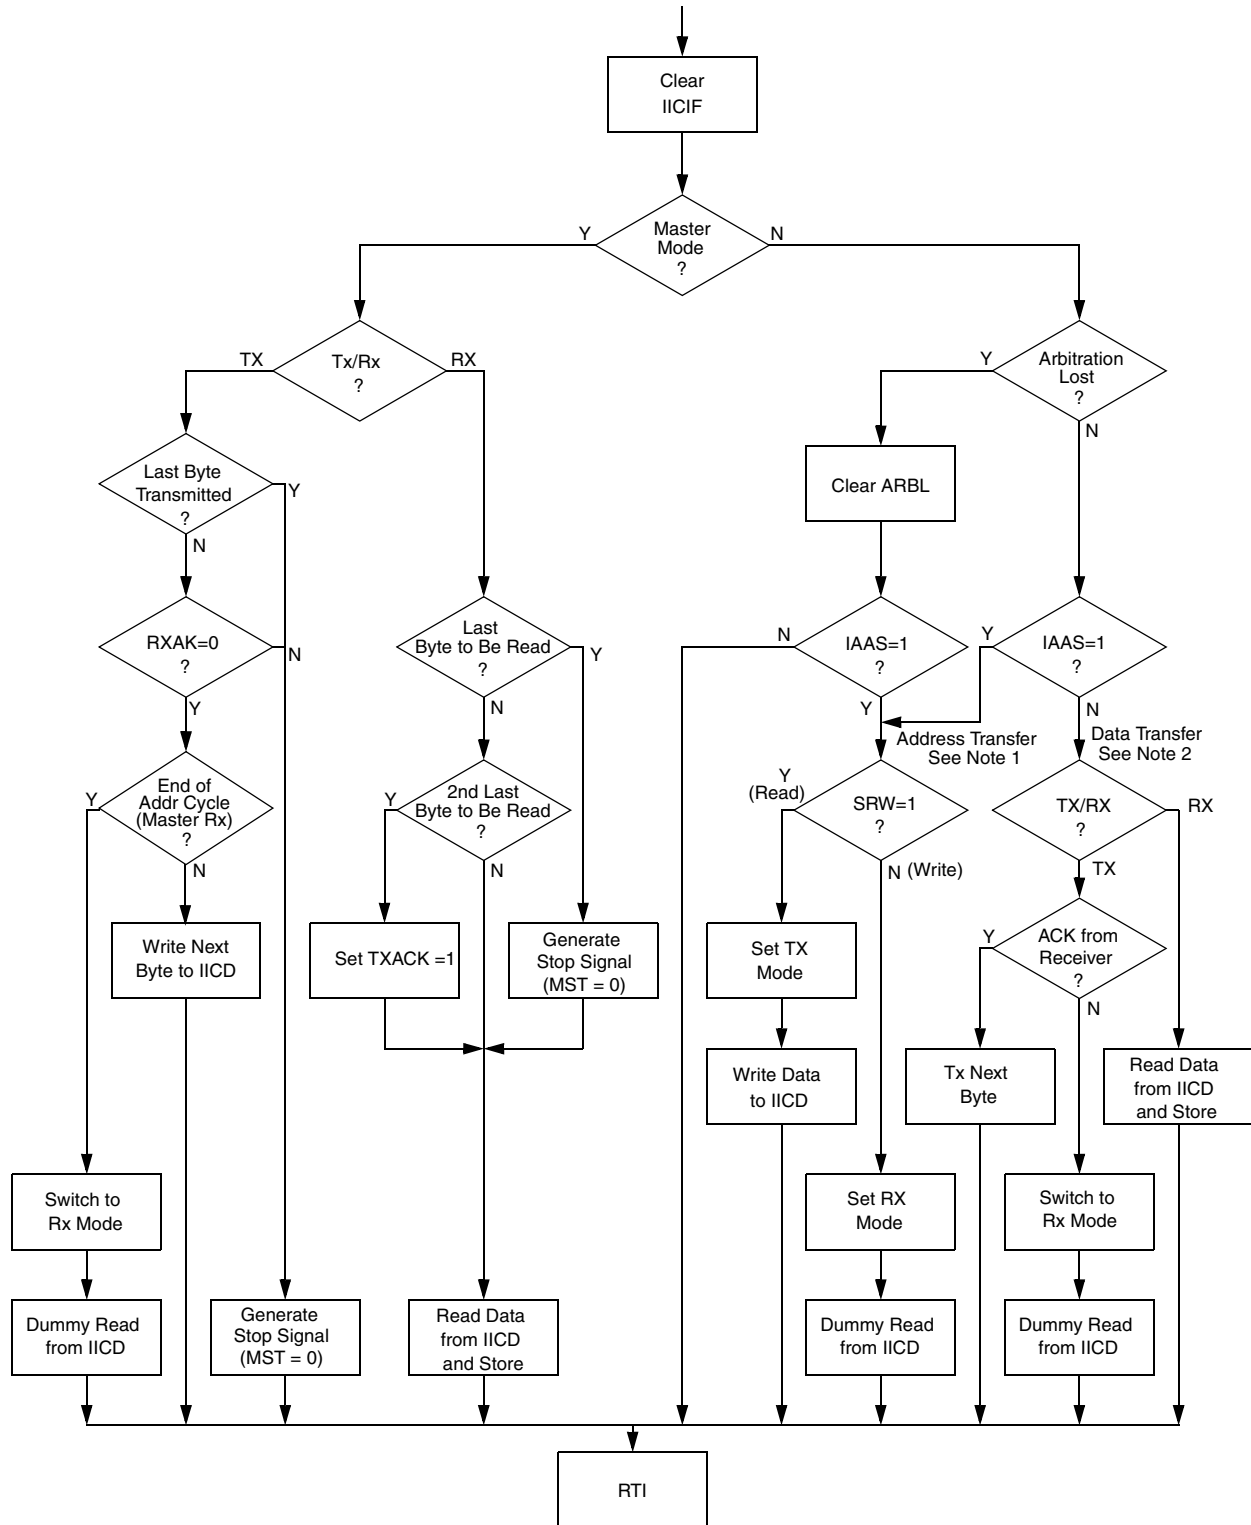 Clear
IICIF
Master
Mode
?
Y
N
Tx/Rx
?
TX
RX
Arbitration
Lost
?
Y
N
Last Byte
Transmitted
?
Y
N
Clear ARBL
RXAK=0
?
N
Y
Last
Byte to Be Read
?
Y
N
IAAS=1
?
N
Y
IAAS=1
?
Y
N
Address Transfer
See Note 1
Data Transfer
See Note 2
End of
Addr Cycle
(Master Rx)
?
Y
N
2nd Last
Byte to Be Read
?
Y
N
Y
(Read)
SRW=1
?
N (Write)
TX/RX
?
RX
TX
Write Next
Byte to IICD
Set TXACK =1
Generate
Stop Signal
(MST = 0)
Set TX
Mode
ACK from
Receiver
?
Y
N
Write Data
to IICD
Tx Next
Byte
Read Data
from IICD
and Store
Switch to
Rx Mode
Set RX
Mode
Switch to
Rx Mode
Dummy Read
from IICD
Generate
Stop Signal
(MST = 0)
Read Data
from IICD
and Store
Dummy Read
from IICD
Dummy Read
from IICD
RTI